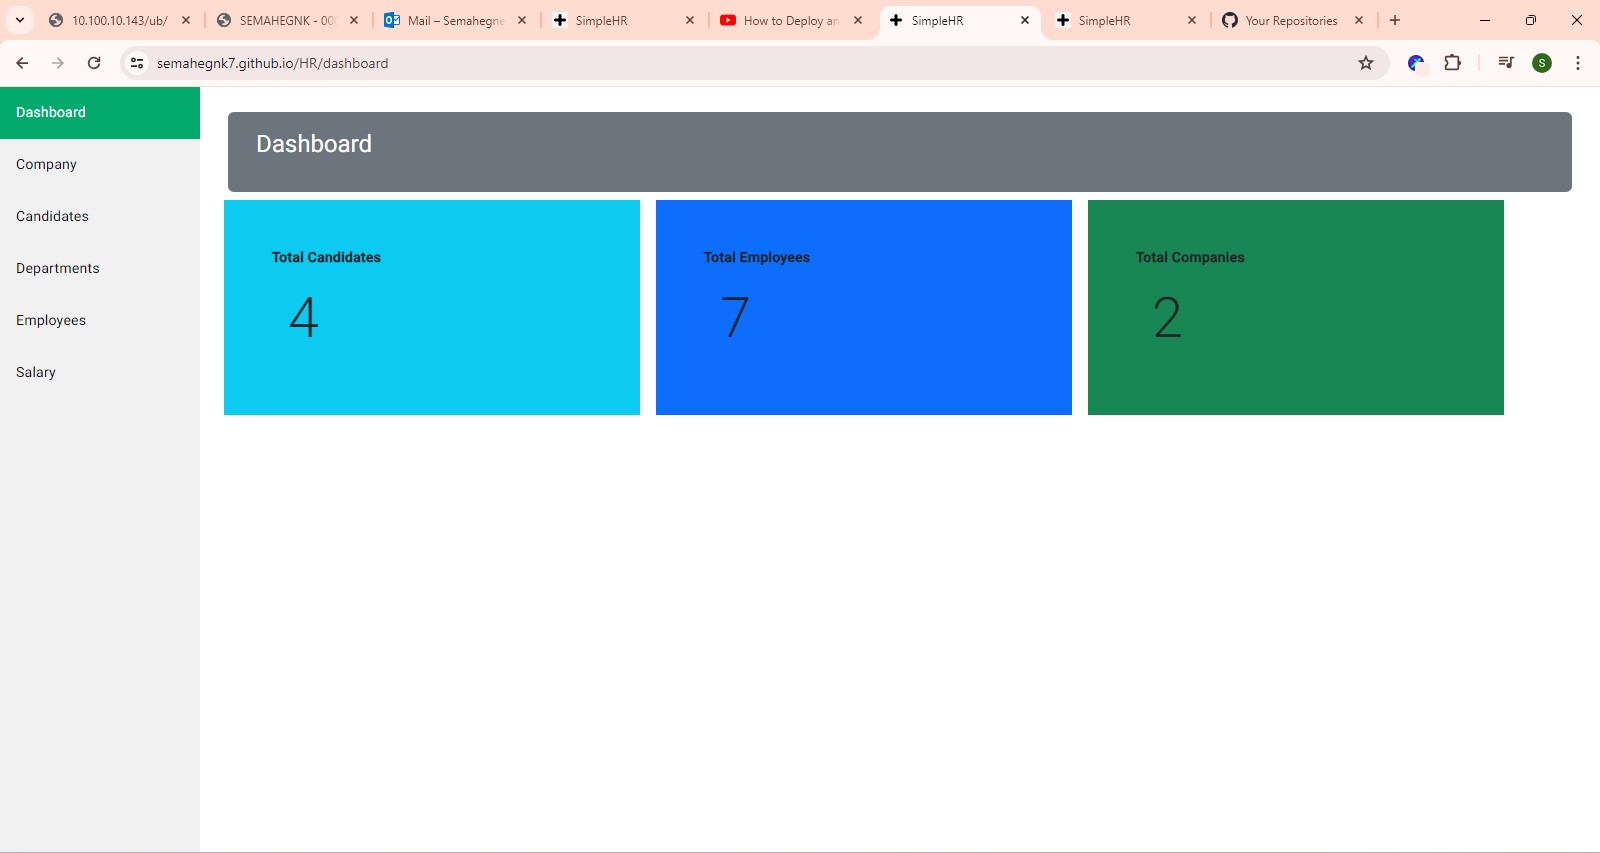 10.100.10.143/ub/
SEMAHEGNK - 00
Mail – Semahegne
SimpleHR
How to Deploy an
SimpleHR
SimpleHR
Your Repositories
semahegnk7.github.io/HR/dashboard
S
Dashboard
Company
Candidates
Departments
Employees
Salary
Dashboard
Total Candidates
4
Total Employees
7
Total Companies
2